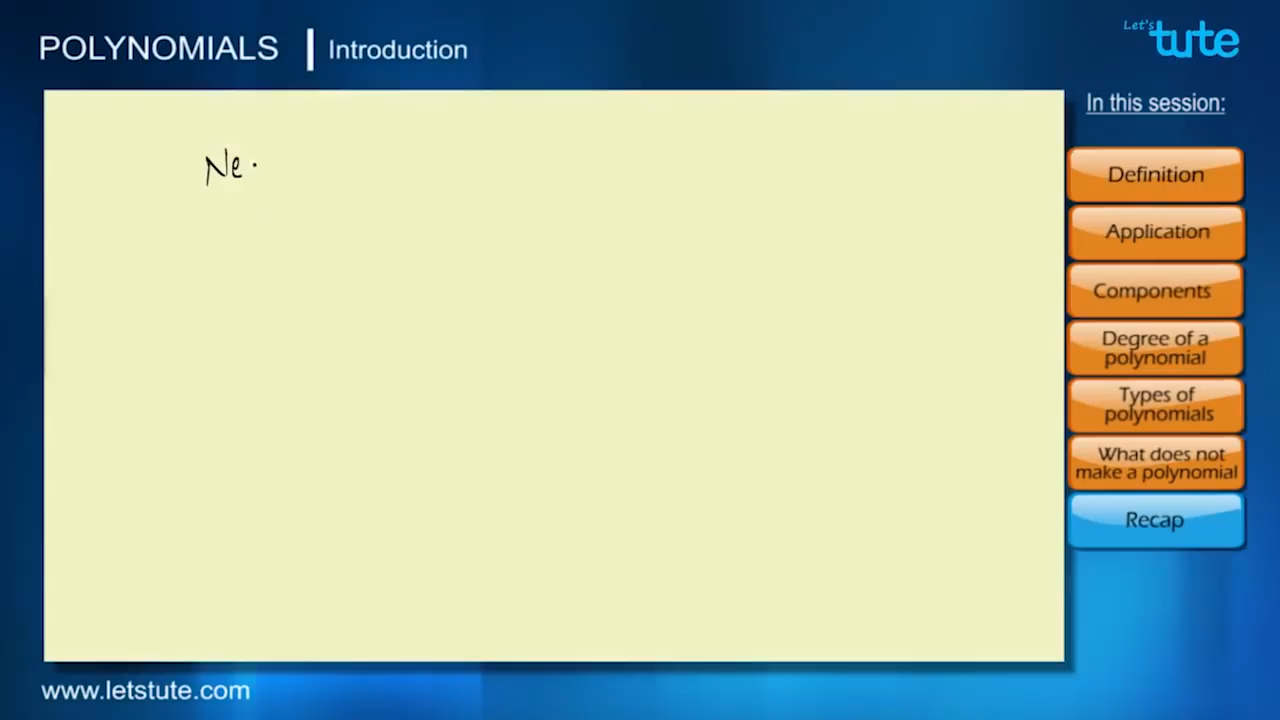 POLYNOMIALS | Introduction
Let's tute
In this session:
Ne
Definition
Application
Components
Degree of a
polynomial
Types of
polynomials
What does not
make a polynomial
Recap
www.letstute.com